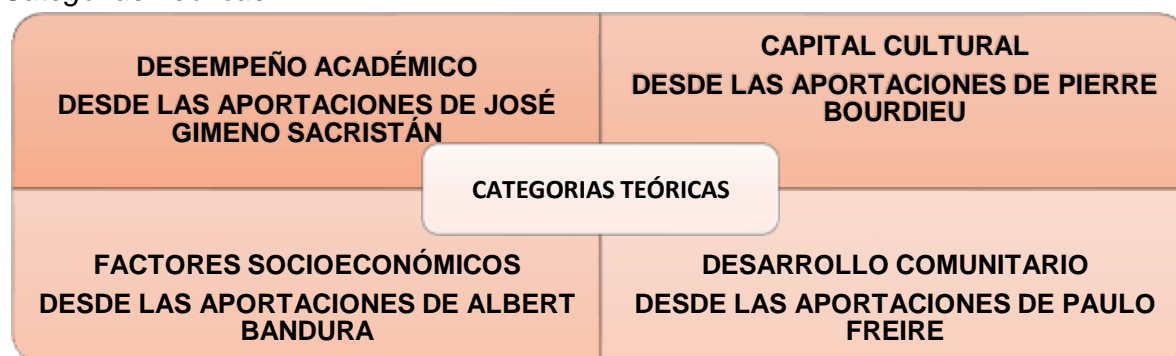 DESEMPEÑO ACADÉMICO
DESDE LAS APORTACIONES DE JOSÉ
GIMENO SACRISTÁN
CAPITAL CULTURAL
DESDE LAS APORTACIONES DE PIERRE
BOURDIEU
CATEGORIAS TEÓRICAS
FACTORES SOCIOECONÓMICOS
DESDE LAS APORTACIONES DE ALBERT
BANDURA
DESARROLLO COMUNITARIO
DESDE LAS APORTACIONES DE PAULO
FREIRE